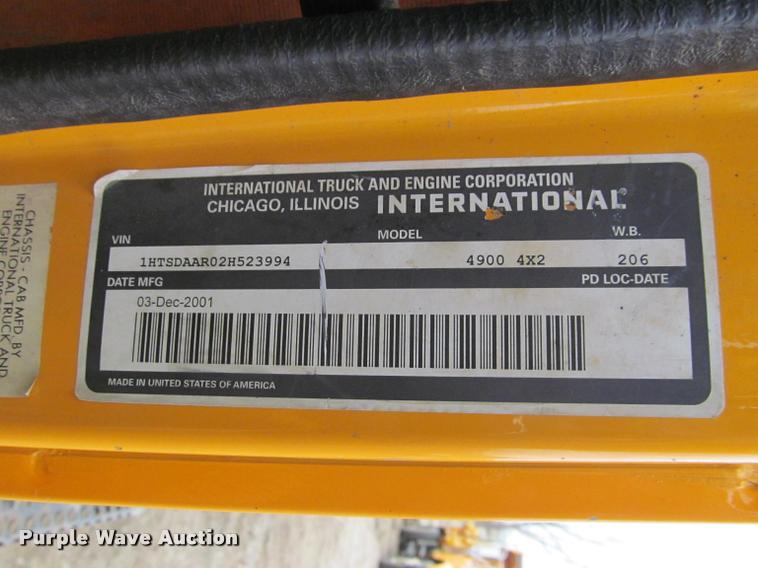 INTERNATIONAL TRUCK AND ENGINE CORPORATION
CHICAGO, ILLINOIS INTERNATIONAL
VIN MODEL W.B.
1HTSDAAR02H523994 4900 4X2 206
DATE MFG PD LOC-DATE
03-Dec-2001
MADE IN UNITED STATES OF AMERICA
CHASSIS - CAB MFD. BY
INTERNATIONAL TRUCK AND
ENGINE
Purple Wave Auction